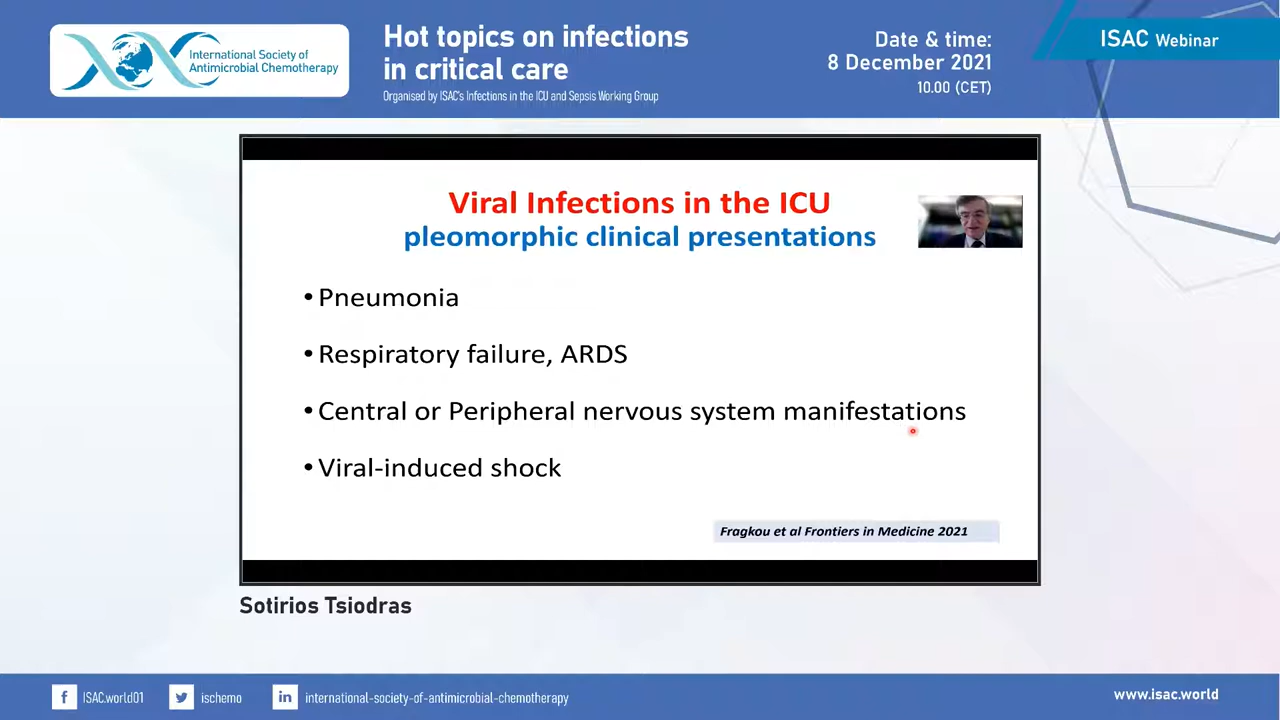 International Society of
Antimicrobial Chemotherapy
Hot topics on infections
in critical care
Organised by ISAC's Infections in the ICU and Sepsis Working Group
Date & time:
8 December 2021
10.00 (CET)
ISAC Webinar
Viral Infections in the ICU
pleomorphic clinical presentations
• Pneumonia
• Respiratory failure, ARDS
• Central or Peripheral nervous system manifestations
• Viral-induced shock
Fragkou et al Frontiers in Medicine 2021
Sotirios Tsiodras
f ISAC.world01
ischemo
in international-society-of-antimicrobial-chemotherapy
www.isac.world